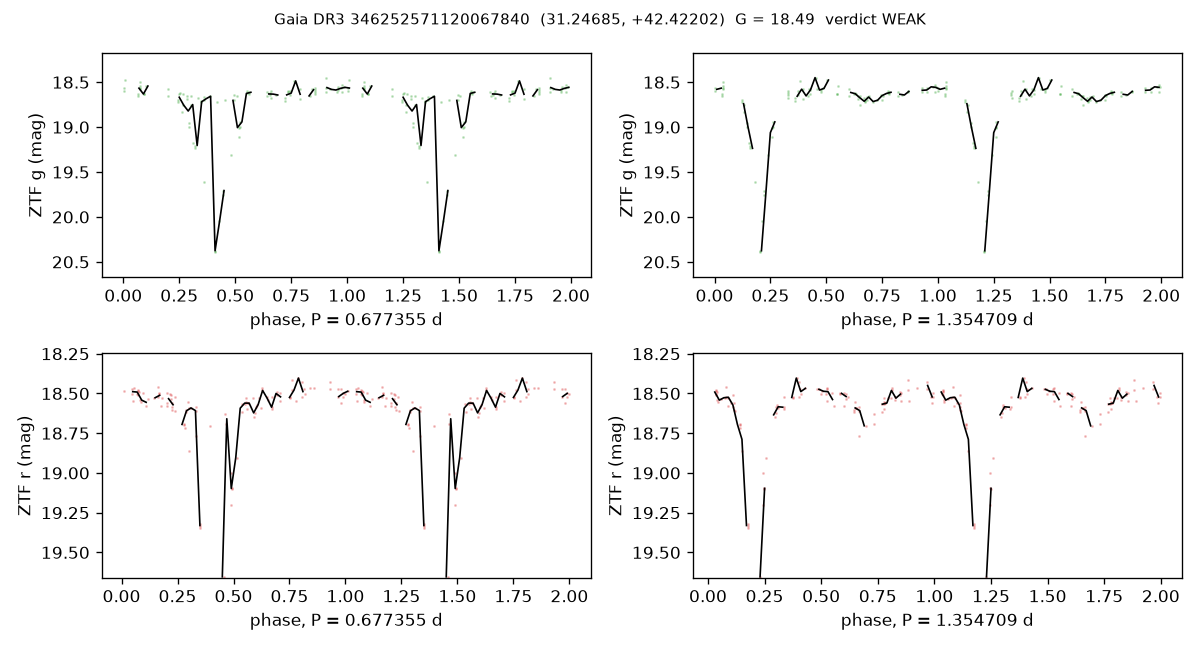 Gaia DR3 346252571120067840 (31.24685, +42.42202) G = 18.49 verdict WEAK
ZTF g (mag)
18.5
19.0
19.5
20.0
20.5
0.00 0.25 0.50 0.75 1.00 1.25 1.50 1.75 2.00
phase, P = 0.677355 d
ZTF g (mag)
18.5
19.0
19.5
20.0
20.5
0.00 0.25 0.50 0.75 1.00 1.25 1.50 1.75 2.00
phase, P = 1.354709 d
ZTF r (mag)
18.25
18.50
18.75
19.00
19.25
19.50
0.00 0.25 0.50 0.75 1.00 1.25 1.50 1.75 2.00
phase, P = 0.677355 d
ZTF r (mag)
18.25
18.50
18.75
19.00
19.25
19.50
0.00 0.25 0.50 0.75 1.00 1.25 1.50 1.75 2.00
phase, P = 1.354709 d